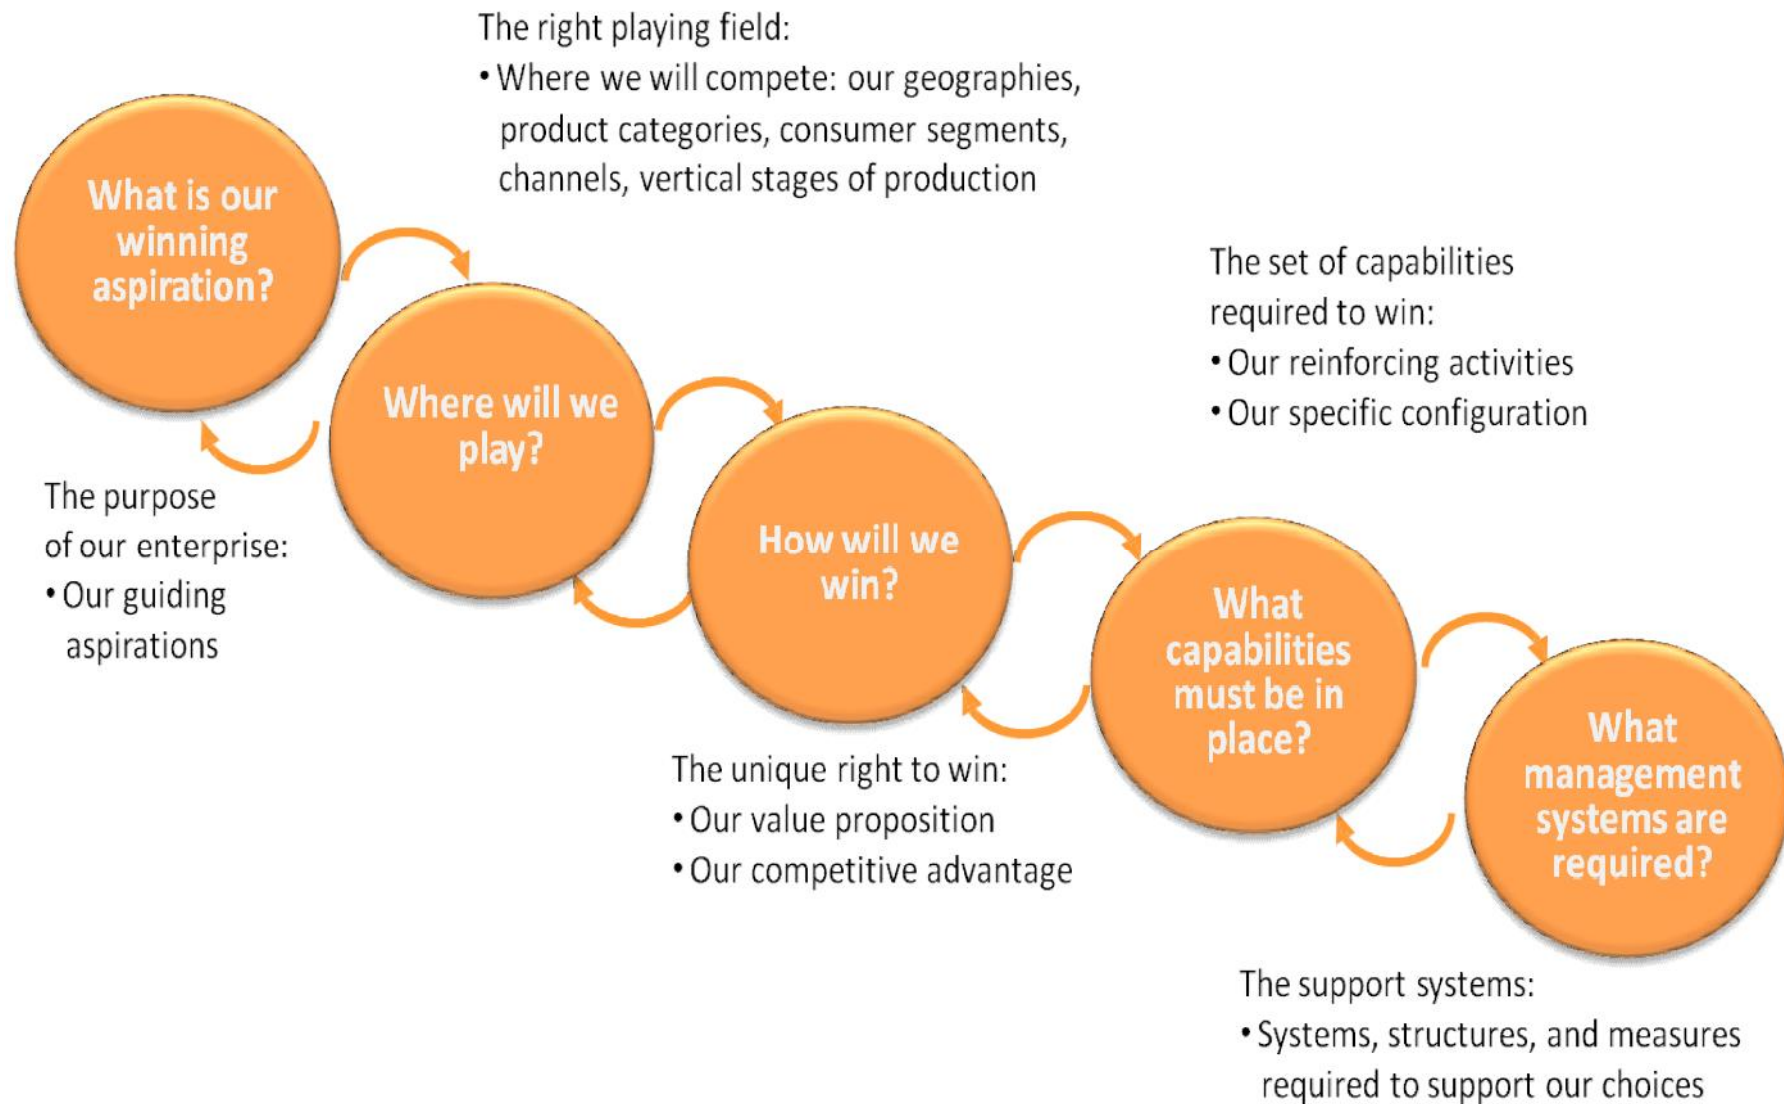 The right playing field:
• Where we will compete: our geographies,
product categories, consumer segments,
channels, vertical stages of production
What is our
winning
aspiration?
The purpose
of our enterprise:
• Our guiding
aspirations
Where will we
play?
How will we
win?
The unique right to win:
• Our value proposition
• Our competitive advantage
The set of capabilities
required to win:
• Our reinforcing activities
• Our specific configuration
What
capabilities
must be in
place?
What
management
systems are
required?
The support systems:
• Systems, structures, and measures
required to support our choices